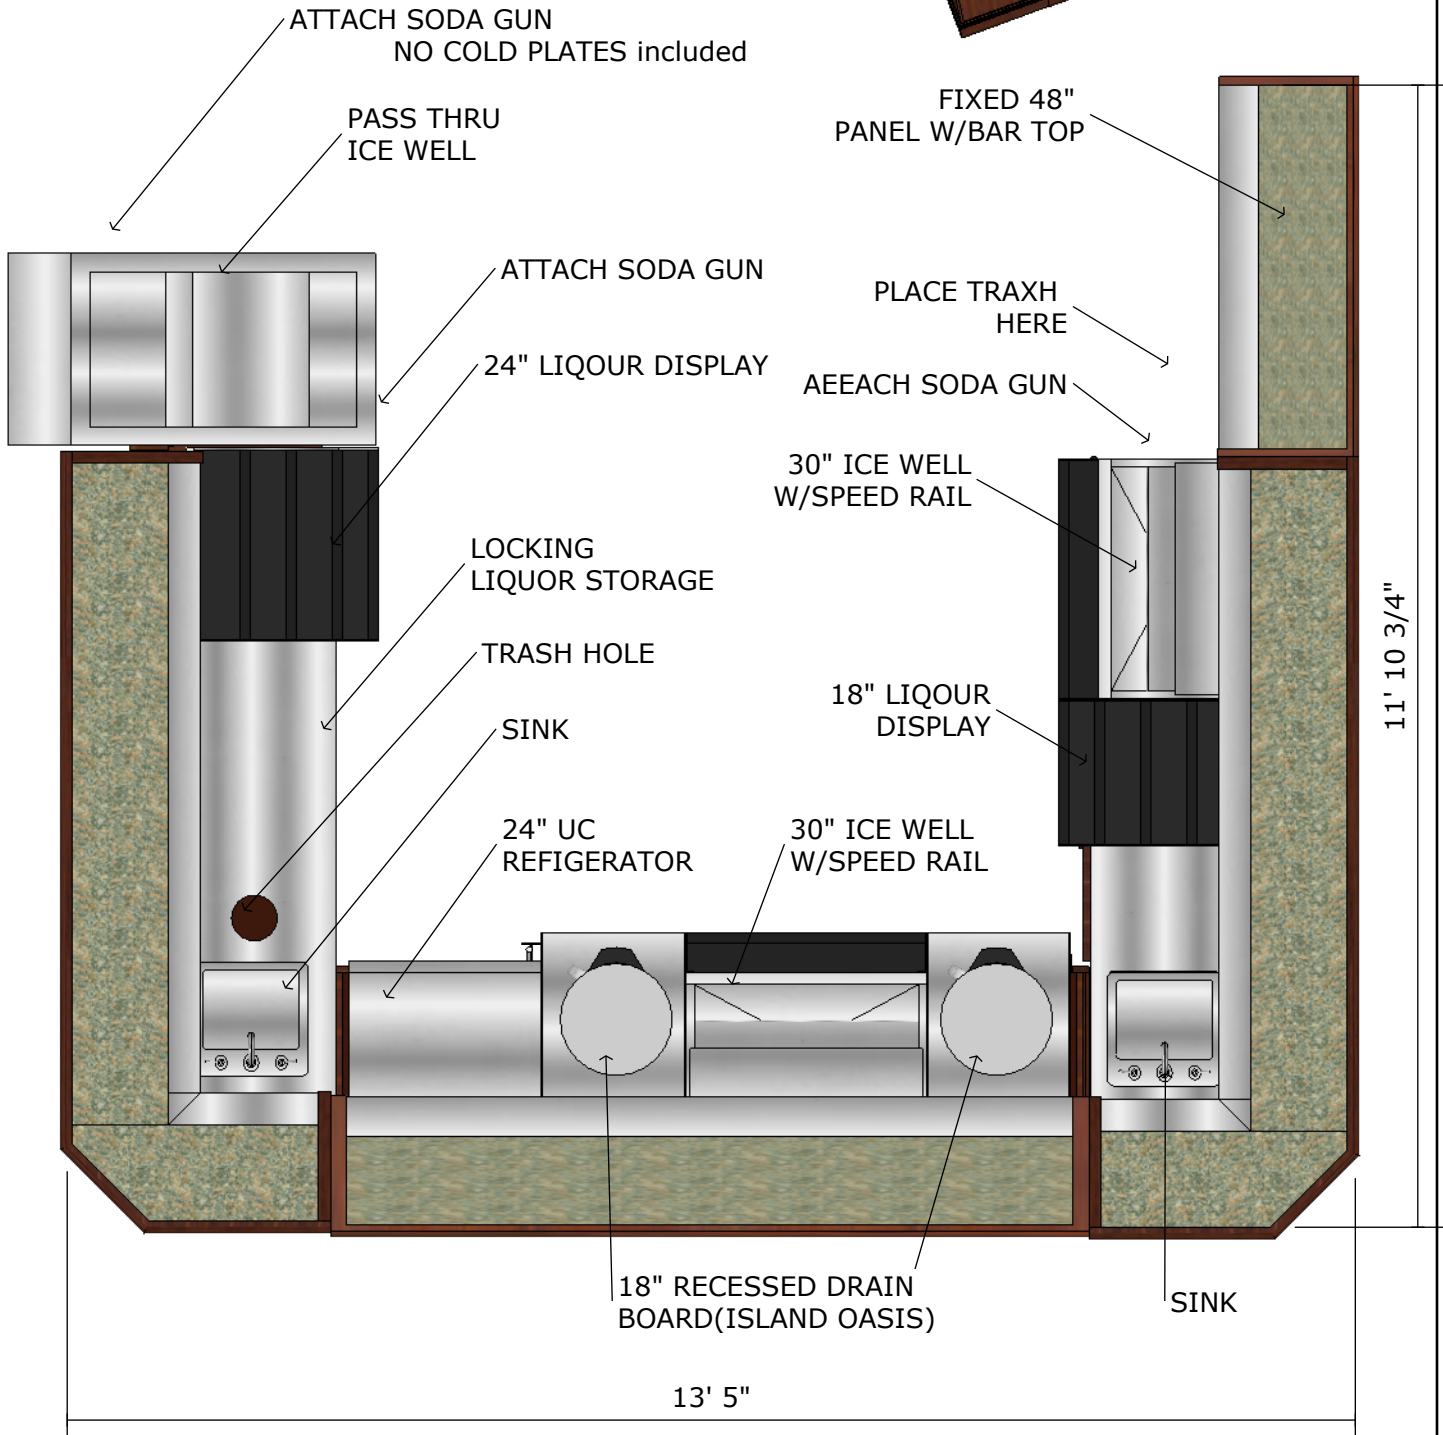 ATTACH SODA GUN
NO COLD PLATES included
PASS THRU
ICE WELL
FIXED 48"
PANEL W/BAR TOP
ATTACH SODA GUN
PLACE TRAXH
HERE
24" LIQOUR DISPLAY
AEEACH SODA GUN
30" ICE WELL
W/SPEED RAIL
LOCKING
LIQUOR STORAGE
11' 10 3/4"
TRASH HOLE
18" LIQOUR
DISPLAY
SINK
24" UC
REFIGERATOR
30" ICE WELL
W/SPEED RAIL
18" RECESSED DRAIN
BOARD(ISLAND OASIS)
SINK
13' 5"